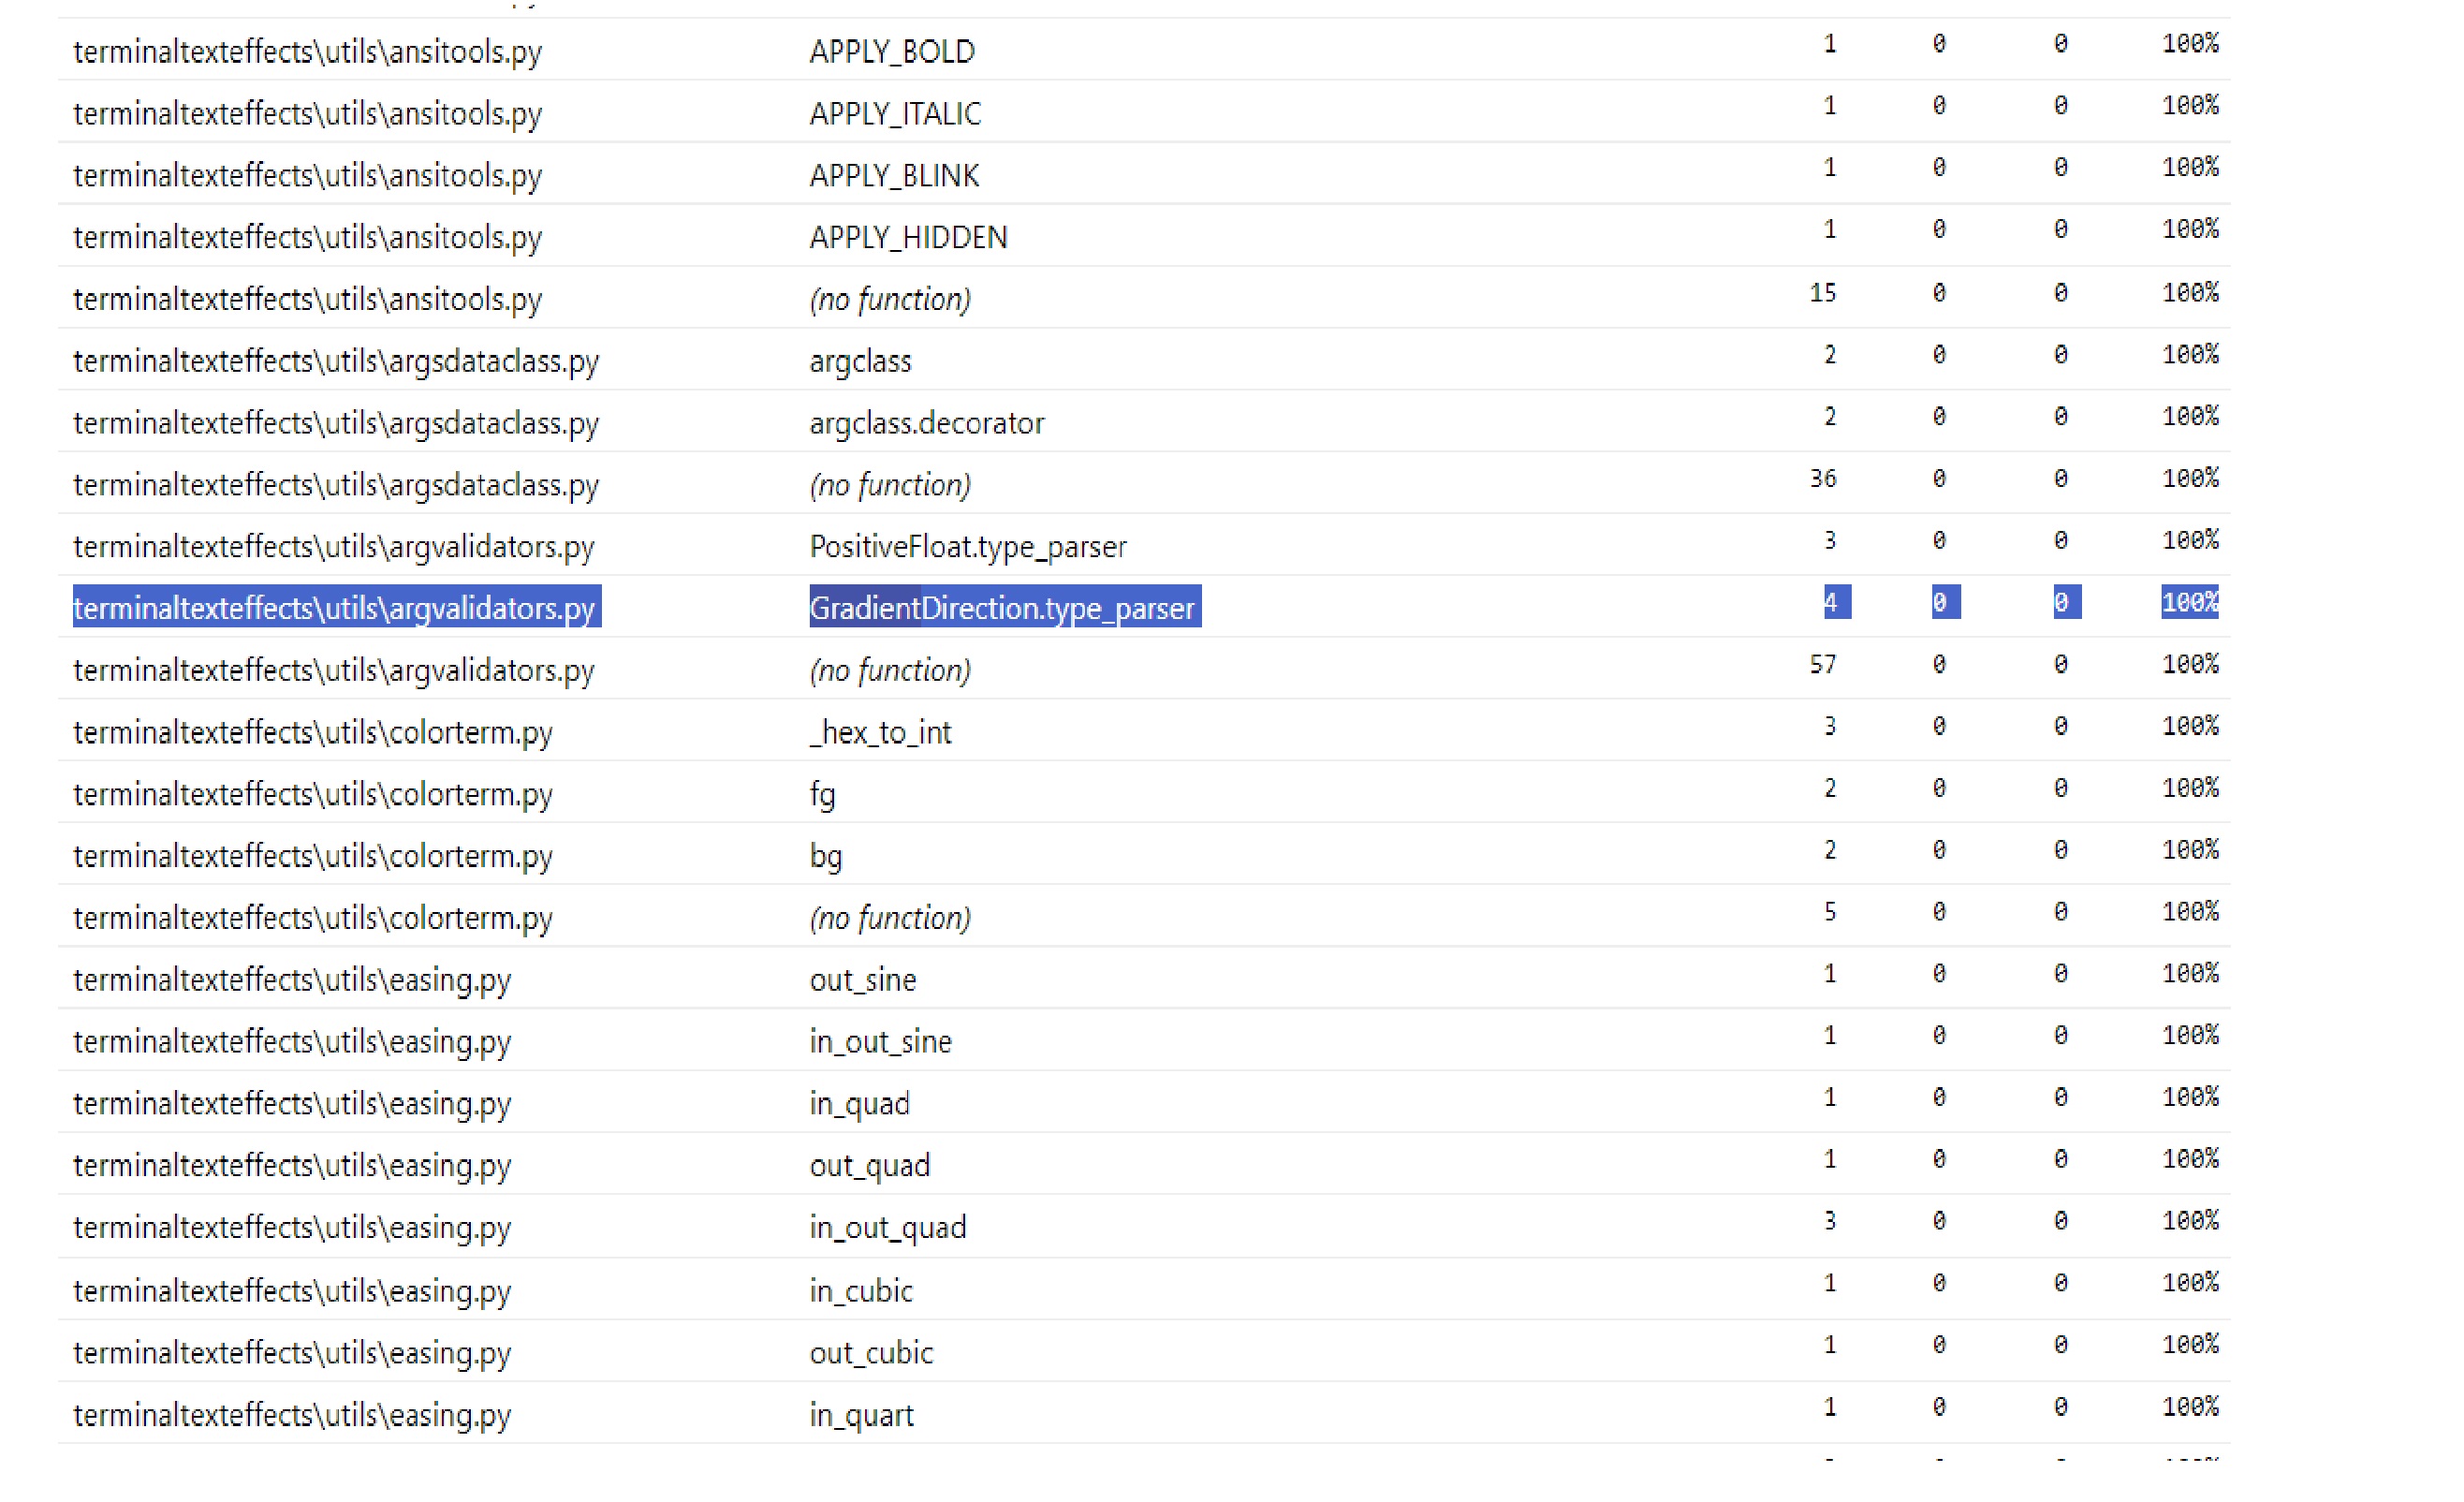 terminaltexteffects\utils\ansitools.py APPLY_BOLD 1 0 0 100%
terminaltexteffects\utils\ansitools.py APPLY_ITALIC 1 0 0 100%
terminaltexteffects\utils\ansitools.py APPLY_BLINK 1 0 0 100%
terminaltexteffects\utils\ansitools.py APPLY_HIDDEN 1 0 0 100%
terminaltexteffects\utils\ansitools.py (no function) 15 0 0 100%
terminaltexteffects\utils\argsdataclass.py argclass 2 0 0 100%
terminaltexteffects\utils\argsdataclass.py argclass.decorator 2 0 0 100%
terminaltexteffects\utils\argsdataclass.py (no function) 36 0 0 100%
terminaltexteffects\utils\argvalidators.py PositiveFloat.type_parser 3 0 0 100%
terminaltexteffects\utils\argvalidators.py GradientDirection.type_parser 4 0 0 100%
terminaltexteffects\utils\argvalidators.py (no function) 57 0 0 100%
terminaltexteffects\utils\colorterm.py _hex_to_int 3 0 0 100%
terminaltexteffects\utils\colorterm.py fg 2 0 0 100%
terminaltexteffects\utils\colorterm.py bg 2 0 0 100%
terminaltexteffects\utils\colorterm.py (no function) 5 0 0 100%
terminaltexteffects\utils\easing.py out_sine 1 0 0 100%
terminaltexteffects\utils\easing.py in_out_sine 1 0 0 100%
terminaltexteffects\utils\easing.py in_quad 1 0 0 100%
terminaltexteffects\utils\easing.py out_quad 1 0 0 100%
terminaltexteffects\utils\easing.py in_out_quad 3 0 0 100%
terminaltexteffects\utils\easing.py in_cubic 1 0 0 100%
terminaltexteffects\utils\easing.py out_cubic 1 0 0 100%
terminaltexteffects\utils\easing.py in_quart 1 0 0 100%